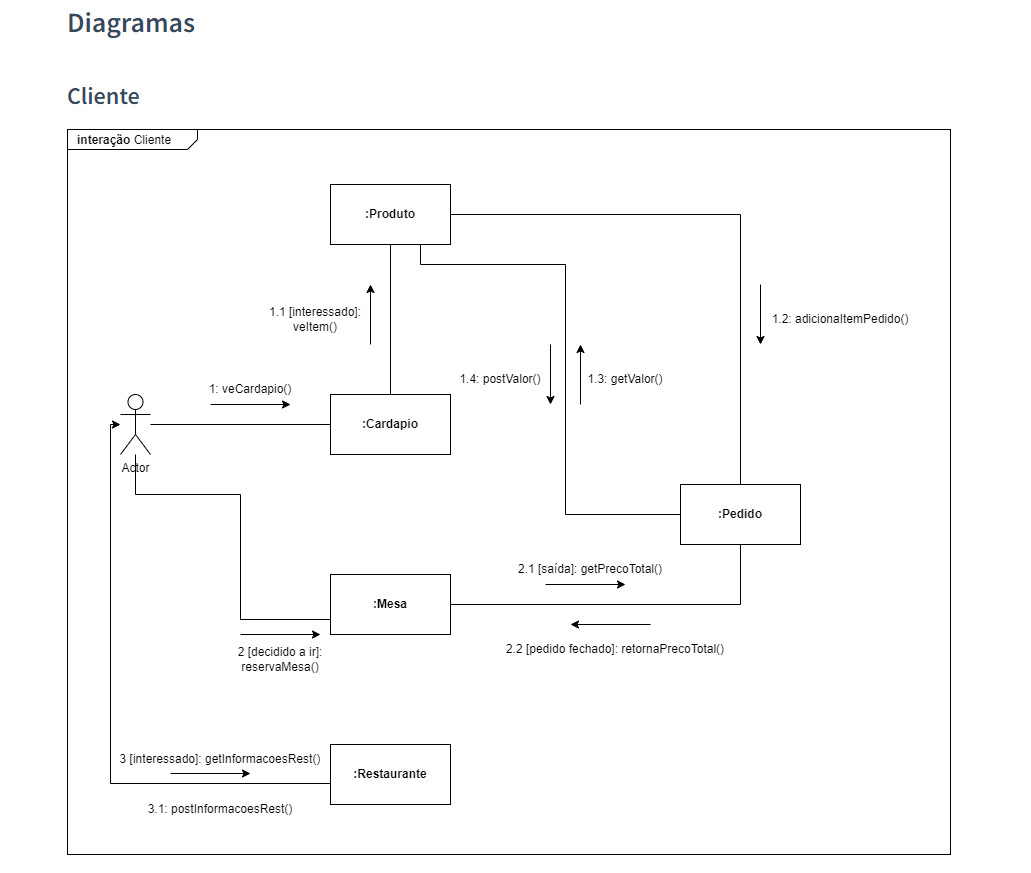 Diagramas
Cliente
interação Cliente
:Produto
1.1 [interessado]:
veItem()
1.2: adicionaItemPedido()
1.4: postValor()
1.3: getValor()
1: veCardapio()
:Cardapio
Actor
:Pedido
2.1 [saída]: getPrecoTotal()
:Mesa
2 [decidido a ir]:
reservaMesa()
2.2 [pedido fechado]: retornaPrecoTotal()
3 [interessado]: getInformacoesRest()
:Restaurante
3.1: postInformacoesRest()